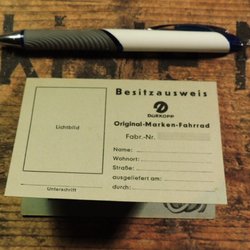 Besitzausweis
D
DÜRKOPP
Original-Marken-Fahrrad
Fabr.-Nr.
Lichtbild
Name:
Wohnort:
Straße:
ausgeliefert am:
durch:
Unterschrift